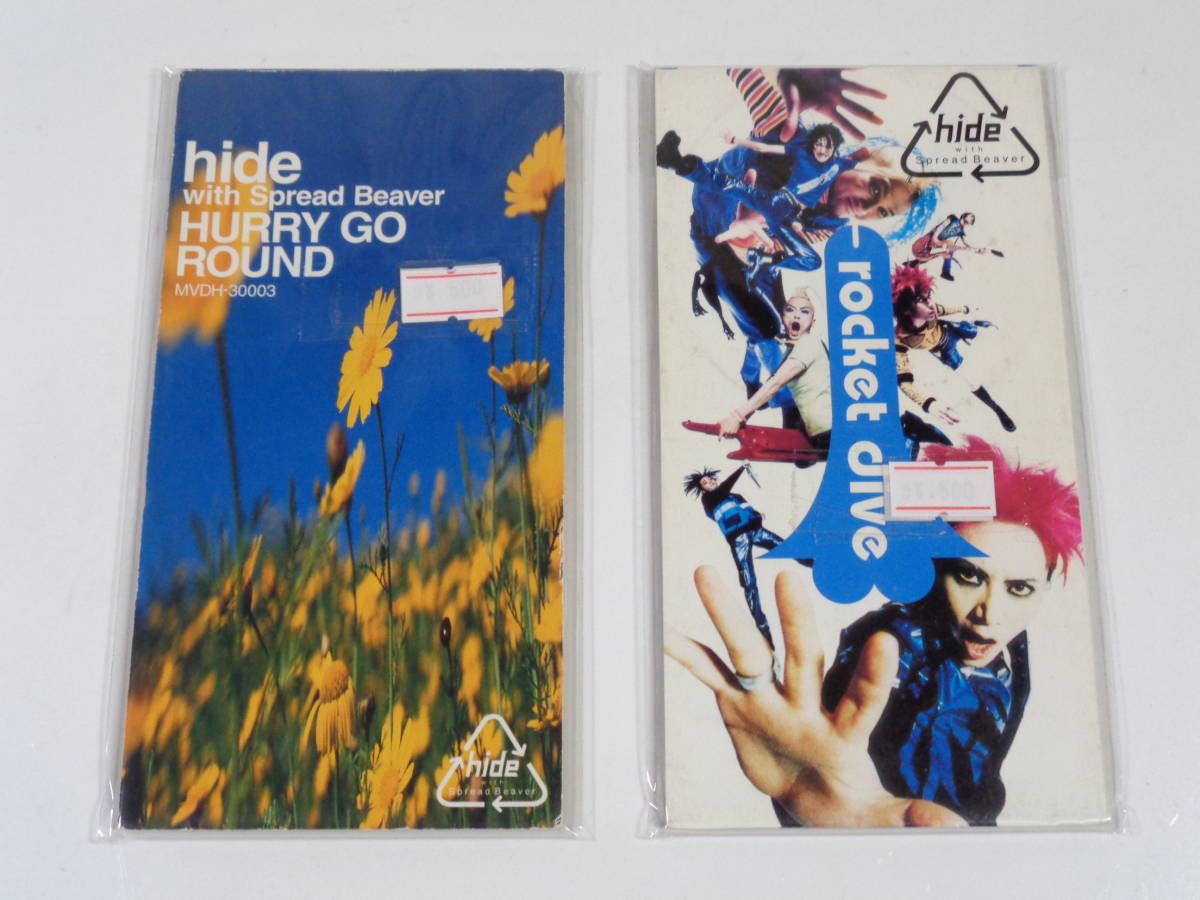 hide
with Spread Beaver
HURRY GO
ROUND
MVDH-30003
hide
with
Spread Beaver
hide
with
Spread Beaver
rocket dive